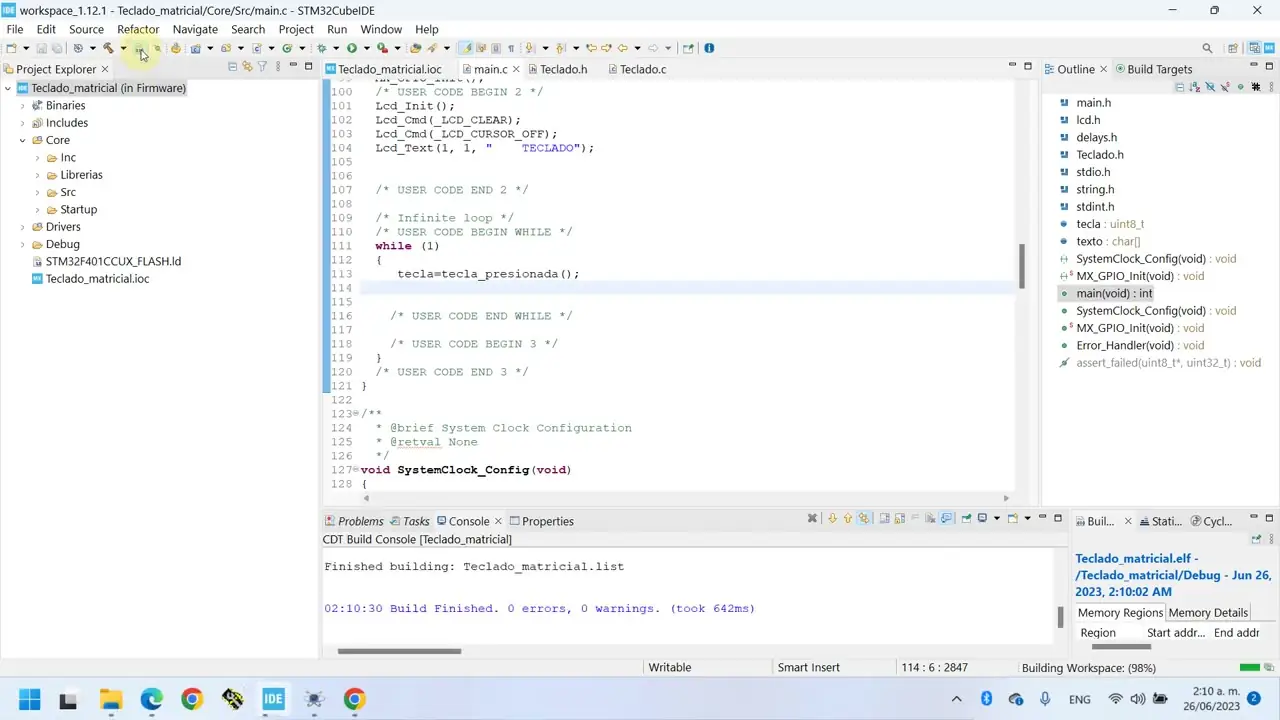 workspace_1.12.1 - Teclado_matricial/Core/Src/main.c - STM32CubeIDE
File Edit Source Refactor Navigate Search Project Run Window Help
Project Explorer
Teclado_matricial (in Firmware)
Binaries
Includes
Core
Inc
Librerias
Src
Startup
Drivers
Debug
STM32F401CCUX_FLASH.ld
Teclado_matricial.ioc
Teclado_matricial.ioc main.c Teclado.h Teclado.c
100 /* USER CODE BEGIN 2 */
101 Lcd_Init();
102 Lcd_Cmd(_LCD_CLEAR);
103 Lcd_Cmd(_LCD_CURSOR_OFF);
104 Lcd_Text(1, 1, "    TECLADO");
105
106
107 /* USER CODE END 2 */
108
109 /* Infinite loop */
110 /* USER CODE BEGIN WHILE */
111 while (1)
112 {
113 tecla=tecla_presionada();
114
115
116 /* USER CODE END WHILE */
117
118 /* USER CODE BEGIN 3 */
119 }
120 /* USER CODE END 3 */
121 }
122
123 /**
124 * @brief System Clock Configuration
125 * @retval None
126 */
127 void SystemClock_Config(void)
128 {
Outline Build Targets
main.h
lcd.h
delays.h
Teclado.h
stdio.h
string.h
stdint.h
tecla : uint8_t
texto : char[]
SystemClock_Config(void) : void
MX_GPIO_Init(void) : void
main(void) : int
SystemClock_Config(void) : void
MX_GPIO_Init(void) : void
Error_Handler(void) : void
assert_failed(uint8_t*, uint32_t) : void
Problems Tasks Console Properties
CDT Build Console [Teclado_matricial]
Finished building: Teclado_matricial.list
02:10:30 Build Finished. 0 errors, 0 warnings. (took 642ms)
Buil... Stati... Cycl...
Teclado_matricial.elf -
/Teclado_matricial/Debug - Jun 26,
2023, 2:10:02 AM
Memory Regions Memory Details
Region Start addr... End addr
Writable Smart Insert 114 : 6 : 2847 Building Workspace: (98%)
IDE ENG 2:10 a. m.
26/06/2023 2